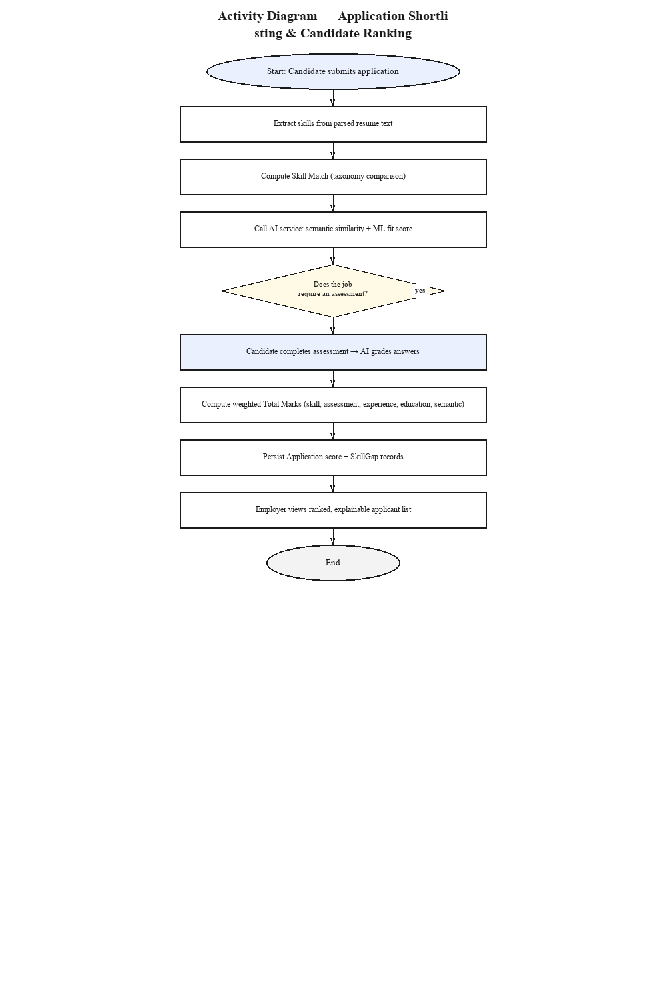 Activity Diagram — Application Shortli
sting & Candidate Ranking
Start: Candidate submits application
Extract skills from parsed resume text
Compute Skill Match (taxonomy comparison)
Call AI service: semantic similarity + ML fit score
Does the job
require an assessment?
yes
Candidate completes assessment → AI grades answers
Compute weighted Total Marks (skill, assessment, experience, education, semantic)
Persist Application score + SkillGap records
Employer views ranked, explainable applicant list
End